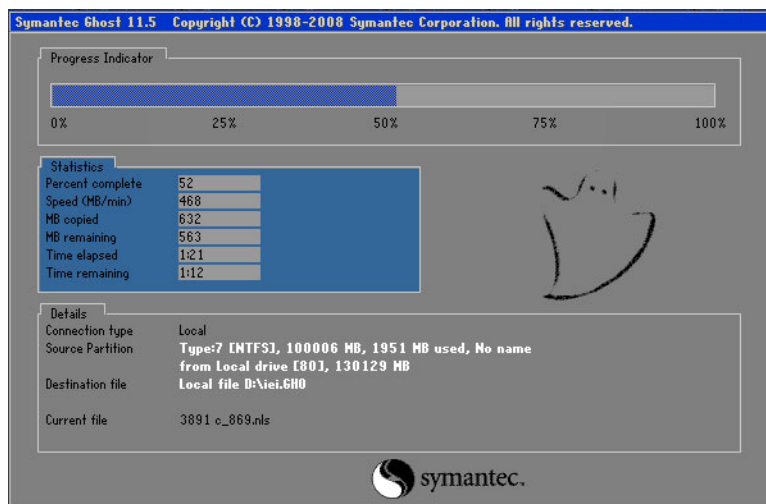 Symantec Ghost 11.5   Copyright (C) 1998-2008 Symantec Corporation. All rights reserved.
Progress Indicator
0% 25% 50% 75% 100%
Statistics
Percent complete 52
Speed (MB/min) 468
MB copied 632
MB remaining 563
Time elapsed 1:21
Time remaining 1:12
Details
Connection type Local
Source Partition Type:7 [NTFS], 100006 MB, 1951 MB used, No name
from Local drive [80], 130129 MB
Destination file Local file D:\iei.GHO
Current file 3891 c_869.nls
symantec.